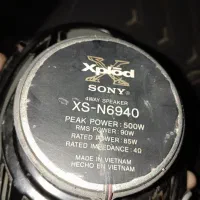 Xplōd
SONY
4WAY SPEAKER
XS-N6940
PEAK POWER : 500W
RMS POWER : 90W
RATED POWER : 85W
RATED IMPEDANCE : 4Ω
MADE IN VIETNAM
HECHO EN VIETNAM